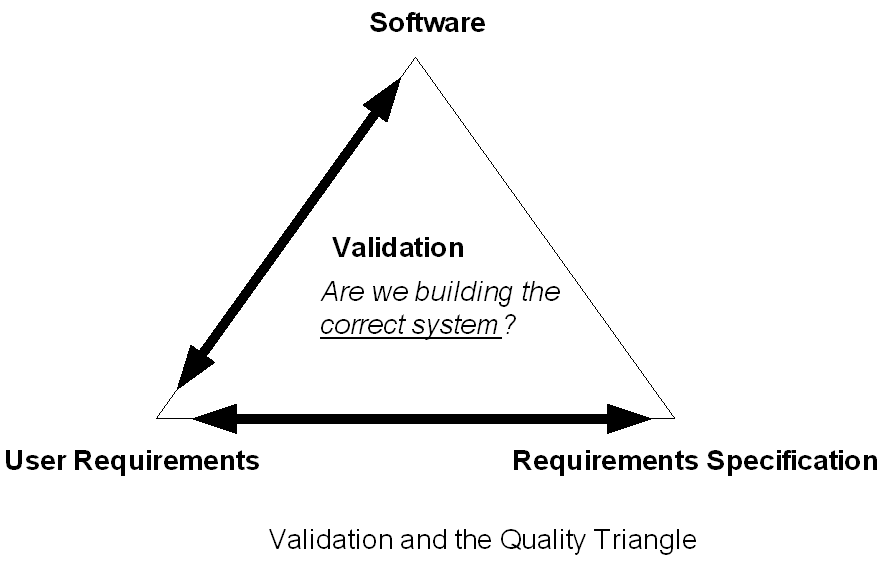 Software
Validation
Are we building the
correct system ?
User Requirements
Requirements Specification
Validation and the Quality Triangle